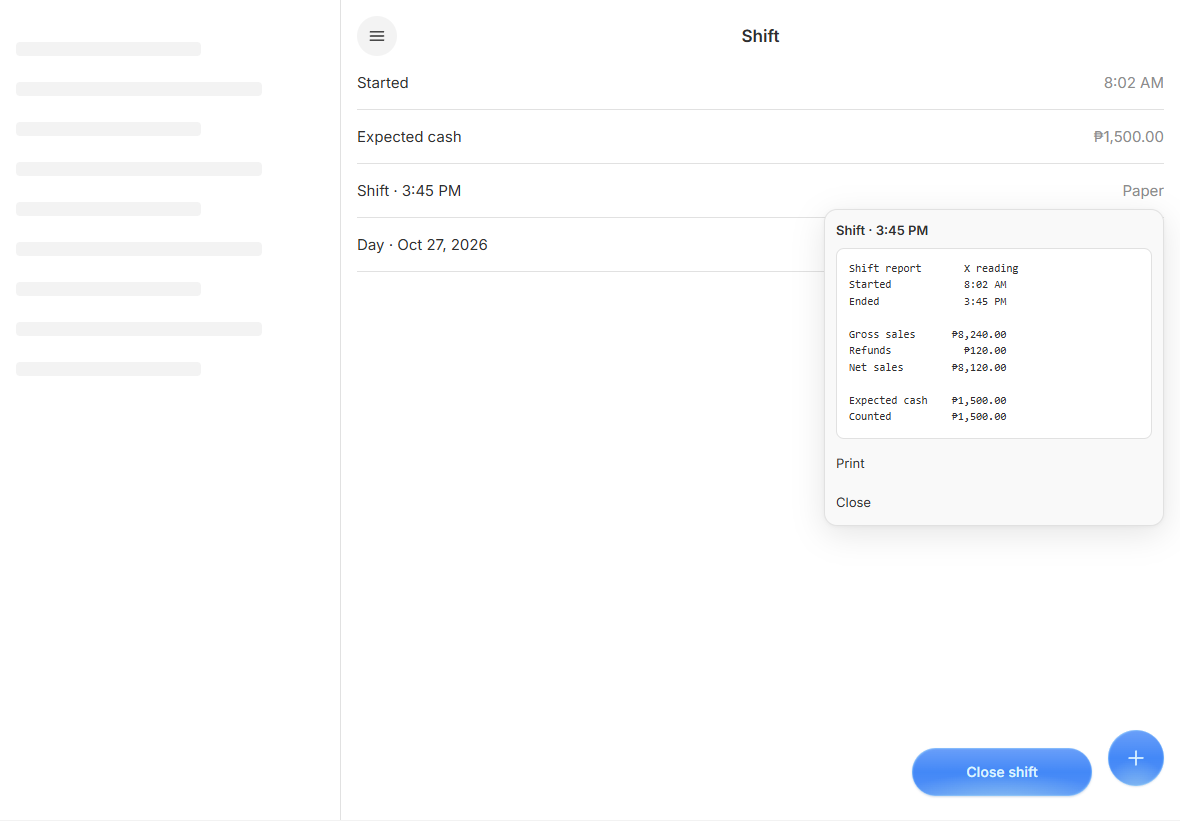 Shift
Started 8:02 AM
Expected cash ₱1,500.00
Shift · 3:45 PM Paper
Day · Oct 27, 2026
Shift · 3:45 PM
Shift report X reading
Started 8:02 AM
Ended 3:45 PM
Gross sales ₱8,240.00
Refunds ₱120.00
Net sales ₱8,120.00
Expected cash ₱1,500.00
Counted ₱1,500.00
Print
Close
Close shift